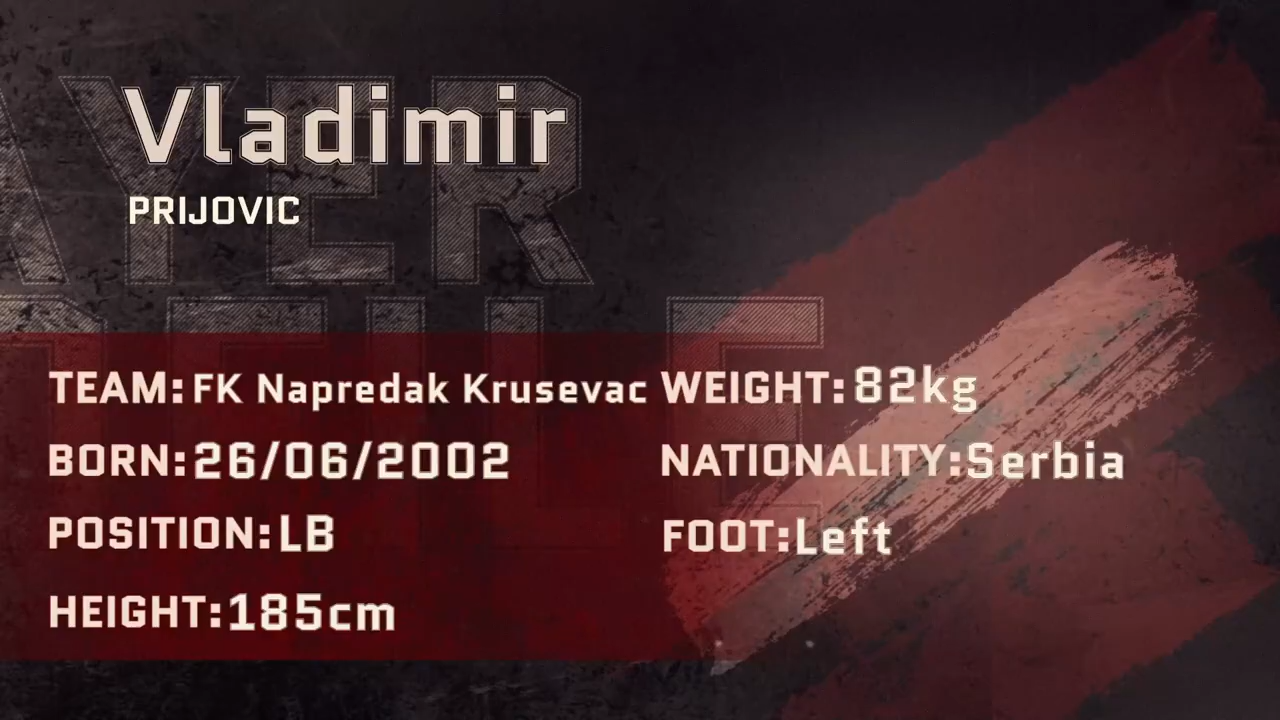 Vladimir
PRIJOVIC
TEAM: FK Napredak Krusevac
BORN: 26/06/2002
POSITION: LB
HEIGHT: 185cm
WEIGHT: 82kg
NATIONALITY: Serbia
FOOT: Left